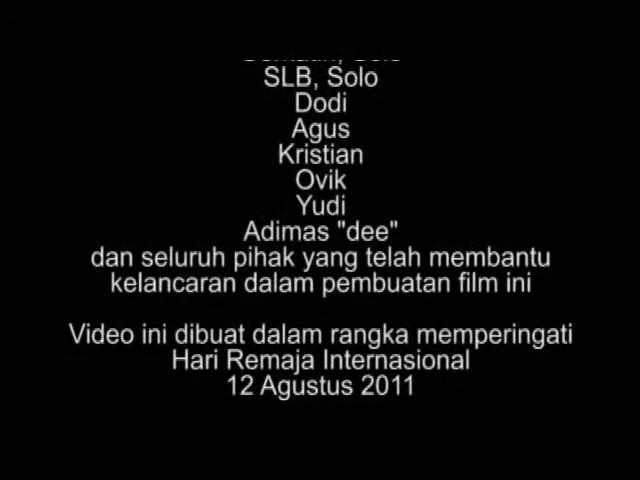 SLB, Solo
Dodi
Agus
Kristian
Ovik
Yudi
Adimas "dee"
dan seluruh pihak yang telah membantu
kelancaran dalam pembuatan film ini
Video ini dibuat dalam rangka memperingati
Hari Remaja Internasional
12 Agustus 2011